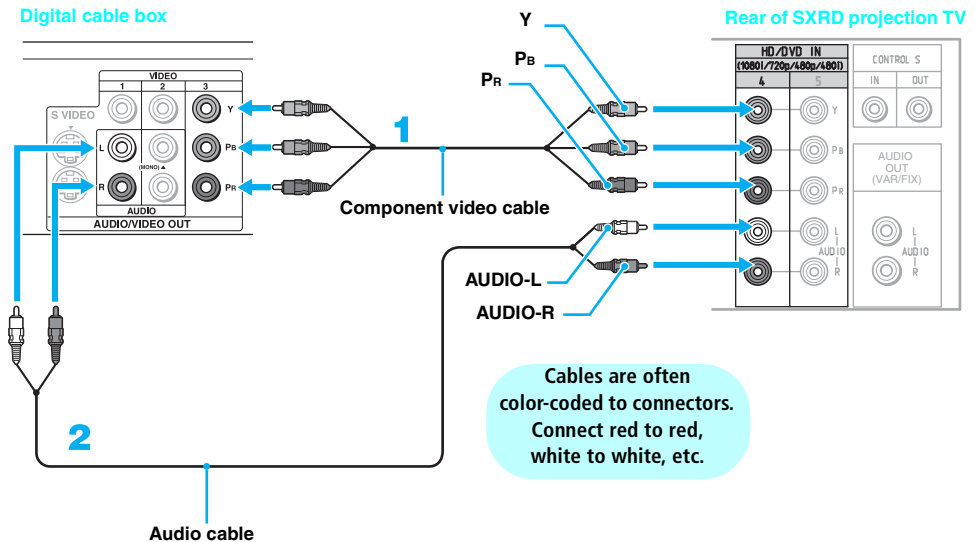 Digital cable box
Rear of SXRD projection TV
VIDEO
1 2 3
S VIDEO
Y
L
PB
(MONO)
R
PR
AUDIO
AUDIO/VIDEO OUT
1
Component video cable
Y
PB
PR
AUDIO-L
AUDIO-R
HD/DVD IN
(1080i/720p/480p/480i)
4 5
Y
PB
PR
L
AUDIO
R
CONTROL S
IN OUT
AUDIO
OUT
(VAR/FIX)
L
AUDIO
R
Cables are often
color-coded to connectors.
Connect red to red,
white to white, etc.
2
Audio cable